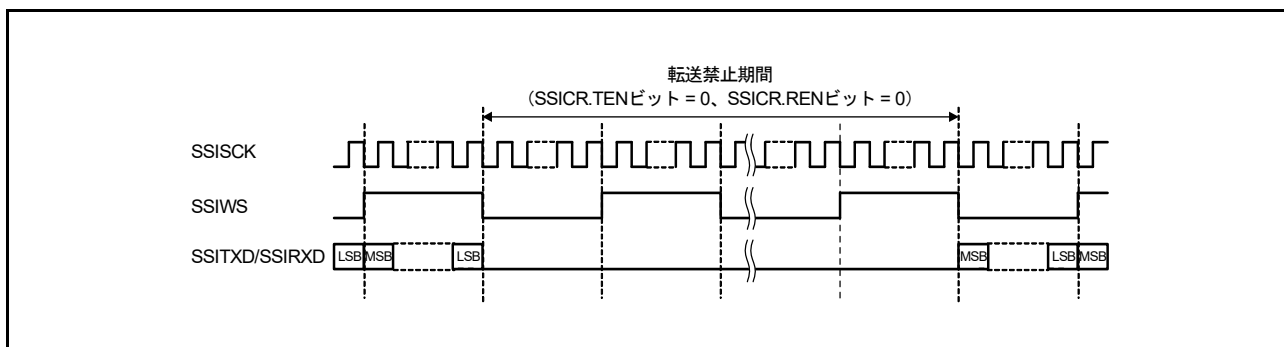 転送禁止期間
（SSICR.TENビット = 0、SSICR.RENビット = 0）
SSISCK
SSIWS
SSITXD/SSIRXD LSB MSB LSB MSB LSB MSB